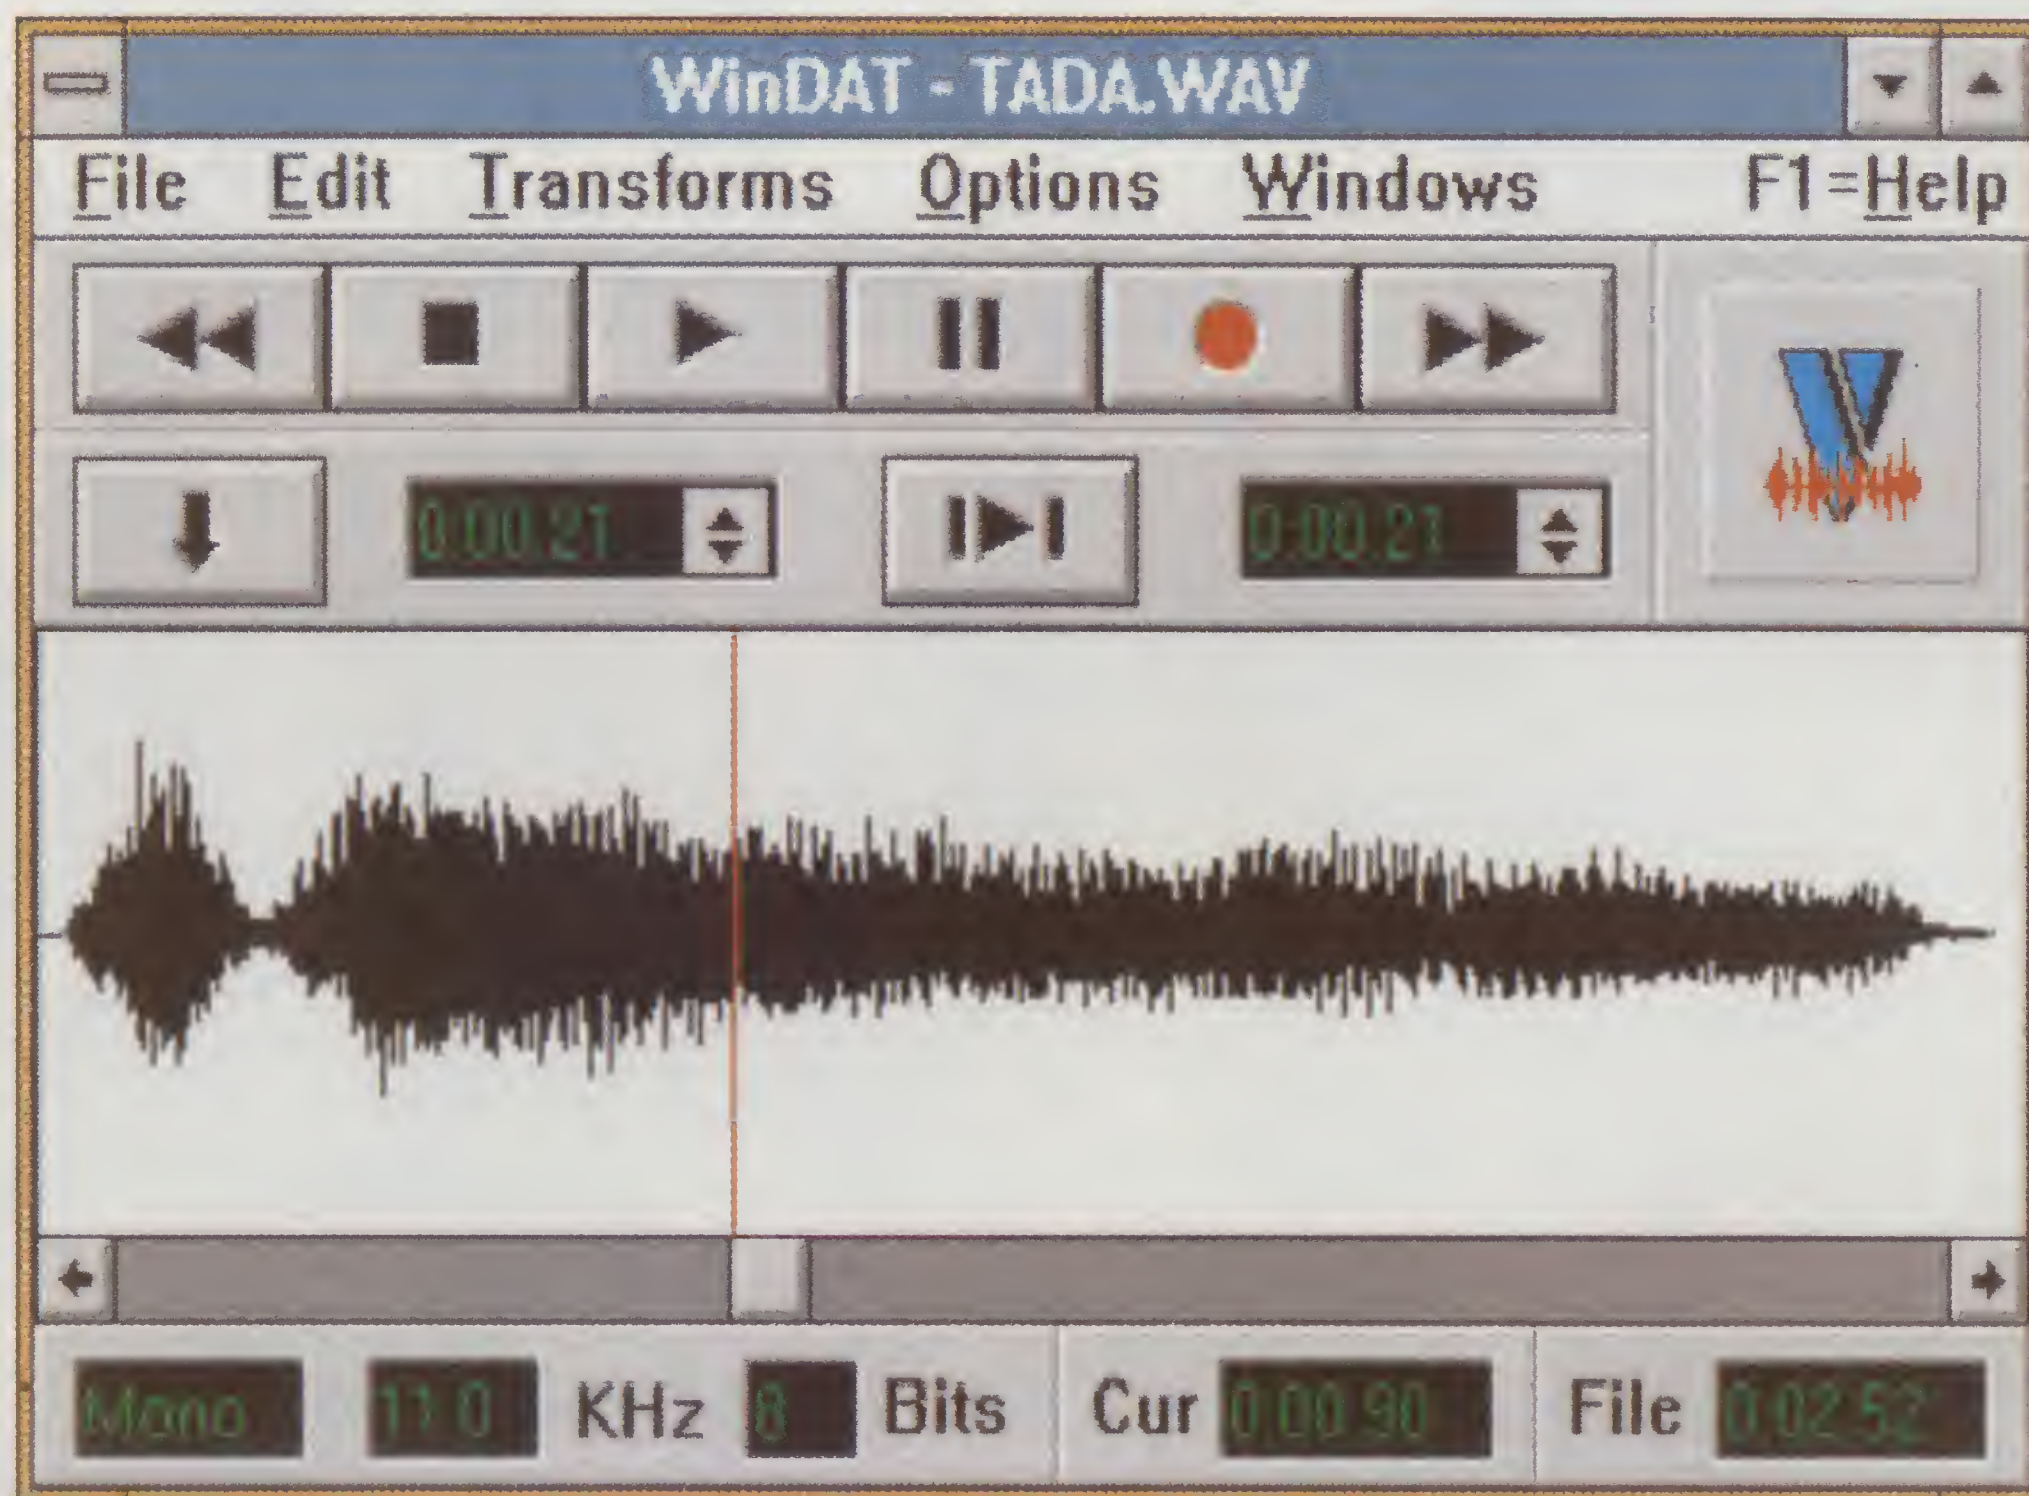 WinDAT - TADA.WAV
File Edit Transforms Options Windows F1=Help
0:00.21 0:00.21
Mono 11.0 KHz 8 Bits Cur 0:00.90 File 0:02.52